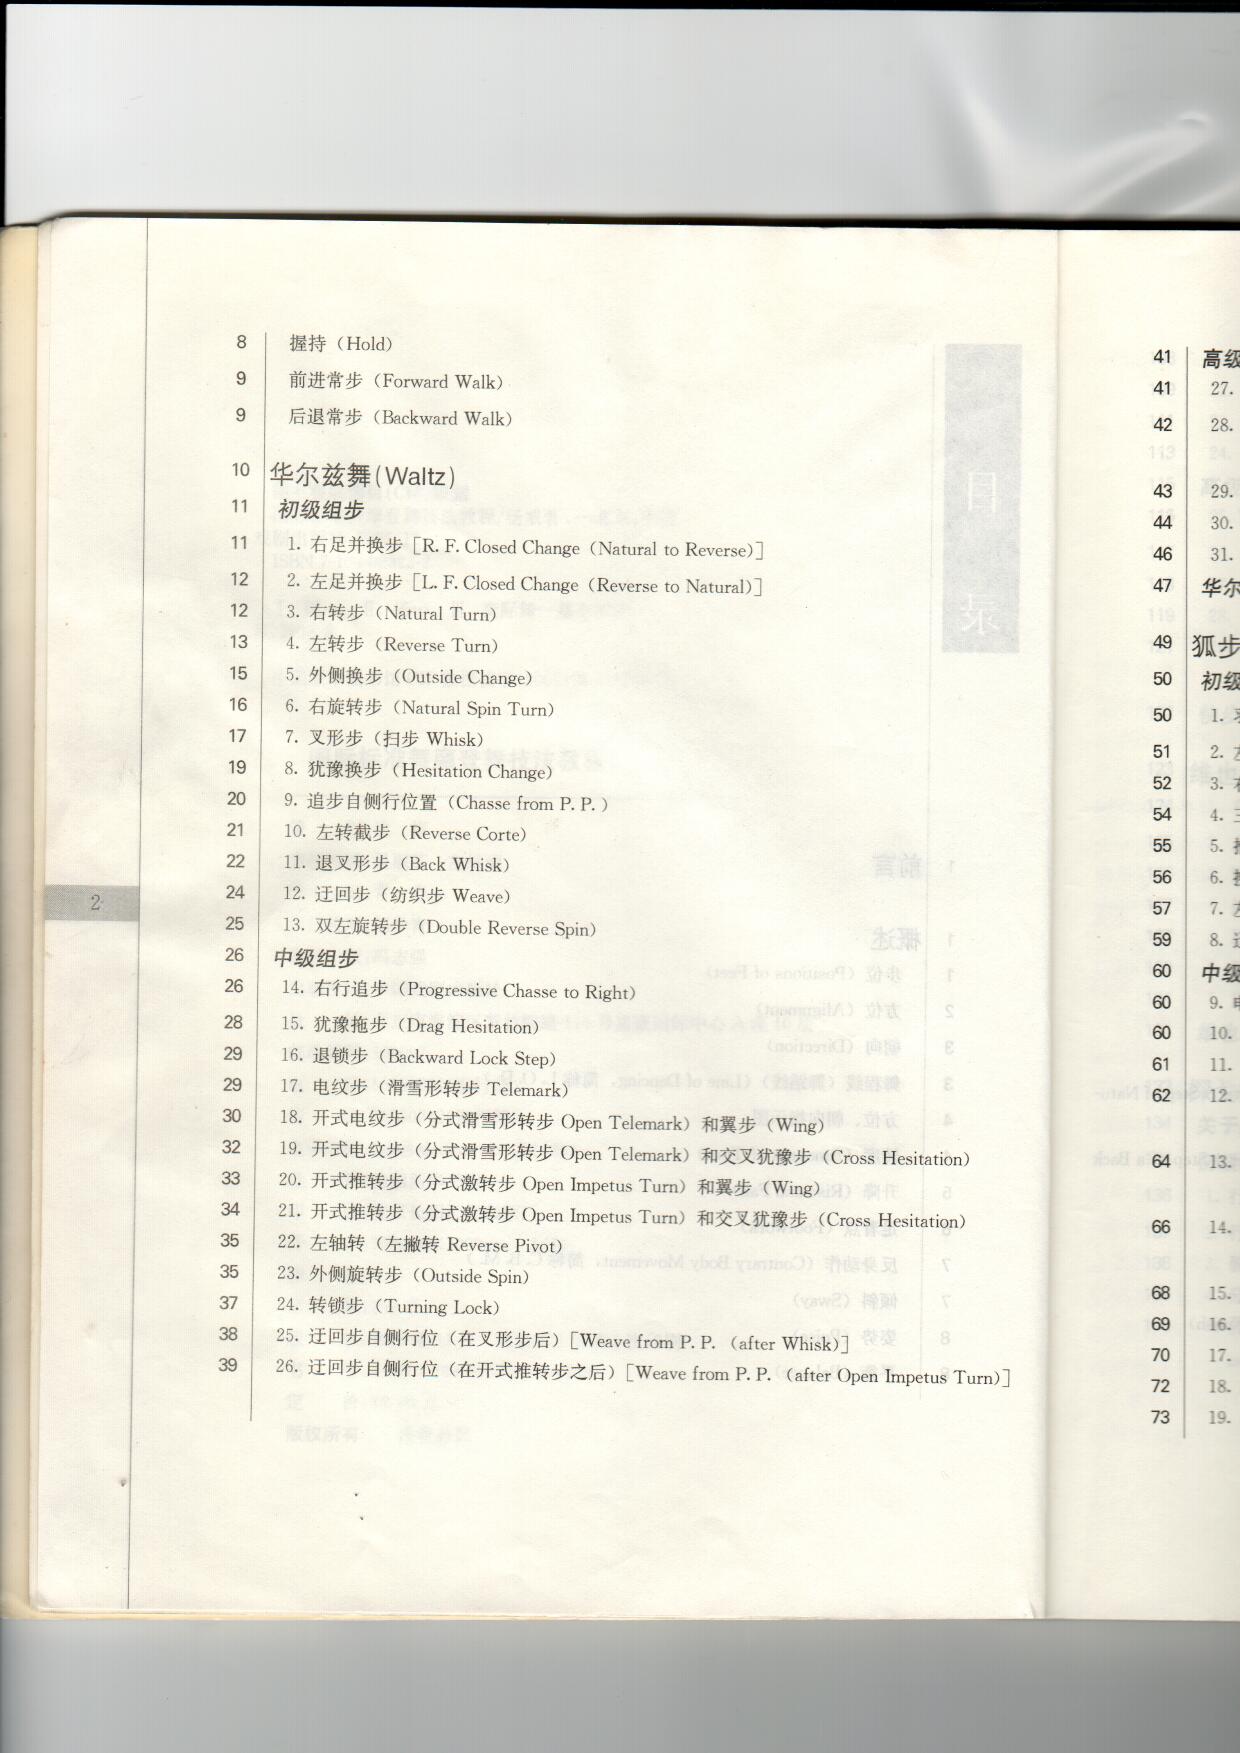 8 握持（Hold）
9 前进常步（Forward Walk）
9 后退常步（Backward Walk）
10 华尔兹舞(Waltz)
11 初级组步
11 1. 右足并换步［R. F. Closed Change（Natural to Reverse)］
12 2. 左足并换步［L. F. Closed Change（Reverse to Natural)］
12 3. 右转步（Natural Turn）
13 4. 左转步（Reverse Turn）
15 5. 外侧换步（Outside Change）
16 6. 右旋转步（Natural Spin Turn）
17 7. 叉形步（扫步 Whisk）
19 8. 犹豫换步（Hesitation Change）
20 9. 追步自侧行位置（Chasse from P. P. ）
21 10. 左转截步（Reverse Corte）
22 11. 退叉形步（Back Whisk）
24 12. 迂回步（纺织步 Weave）
25 13. 双左旋转步（Double Reverse Spin）
26 中级组步
26 14. 右行追步（Progressive Chasse to Right）
28 15. 犹豫拖步（Drag Hesitation）
29 16. 退锁步（Backward Lock Step）
29 17. 电纹步（滑雪形转步 Telemark）
30 18. 开式电纹步（分式滑雪形转步 Open Telemark）和翼步（Wing）
32 19. 开式电纹步（分式滑雪形转步 Open Telemark）和交叉犹豫步（Cross Hesitation）
33 20. 开式推转步（分式激转步 Open Impetus Turn）和翼步（Wing）
34 21. 开式推转步（分式激转步 Open Impetus Turn）和交叉犹豫步（Cross Hesitation）
35 22. 左轴转（左撇转 Reverse Pivot）
35 23. 外侧旋转步（Outside Spin）
37 24. 转锁步（Turning Lock）
38 25. 迂回步自侧行位（在叉形步后）［Weave from P. P. （after Whisk)］
39 26. 迂回步自侧行位（在开式推转步之后）［Weave from P. P. （after Open Impetus Turn)］
2
41 高级
41 27.
42 28.
43 29.
44 30.
46 31.
47 华尔
49 狐步
50 初级
50 1.
51 2.
52 3.
54 4.
55 5.
56 6.
57 7.
59 8.
60 中级
60 9.
60 10.
61 11.
62 12.
64 13.
66 14.
68 15.
69 16.
70 17.
72 18.
73 19.